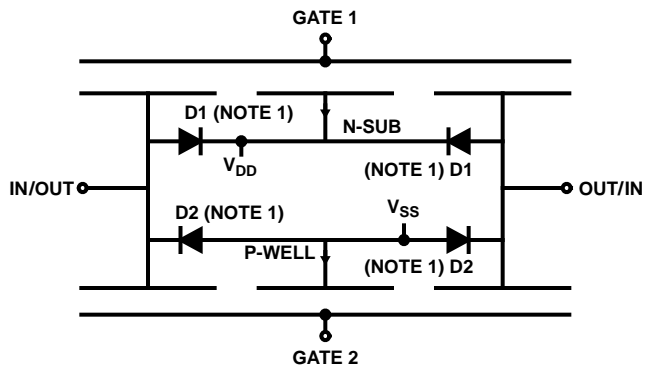 GATE 1
D1 (NOTE 1)
N-SUB
VDD
(NOTE 1) D1
IN/OUT
OUT/IN
D2 (NOTE 1)
VSS
P-WELL
(NOTE 1) D2
GATE 2